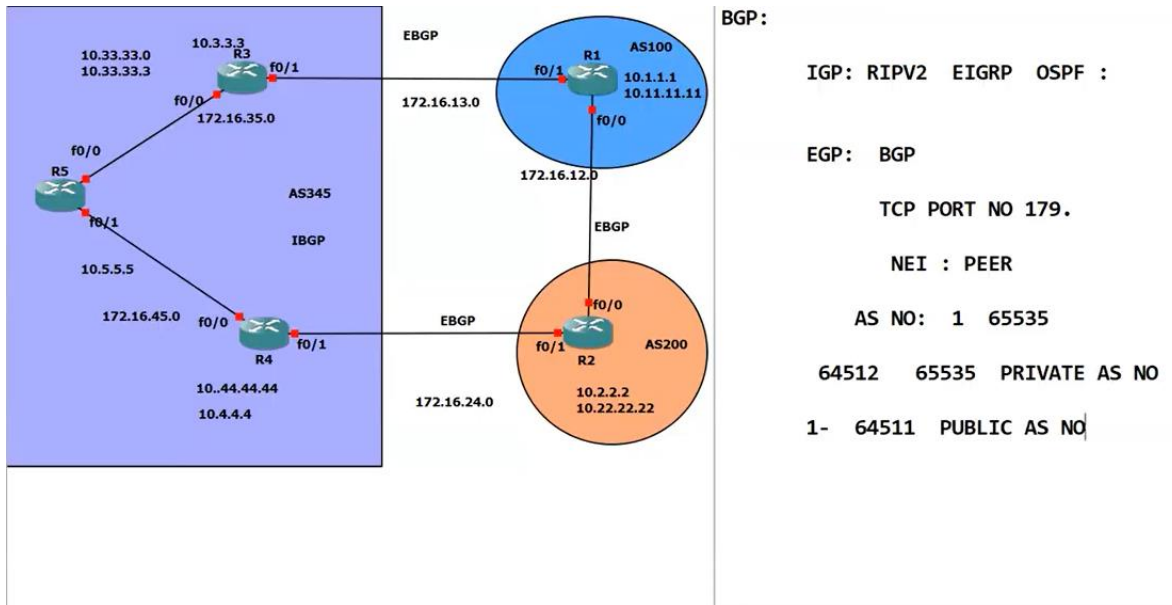 BGP:
IGP: RIPV2 EIGRP OSPF :
EGP: BGP
TCP PORT NO 179.
NEI : PEER
AS NO: 1 65535
64512 65535 PRIVATE AS NO
1- 64511 PUBLIC AS NO
10.33.33.0
10.33.33.3
10.3.3.3
R3
f0/1
f0/0
172.16.35.0
EBGP
172.16.13.0
R1
AS100
f0/1
10.1.1.1
10.11.11.11
f0/0
172.16.12.0
EBGP
f0/0
R5
f0/1
AS345
IBGP
10.5.5.5
172.16.45.0
f0/0
R4
f0/1
10..44.44.44
10.4.4.4
EBGP
172.16.24.0
f0/0
f0/1
R2
AS200
10.2.2.2
10.22.22.22